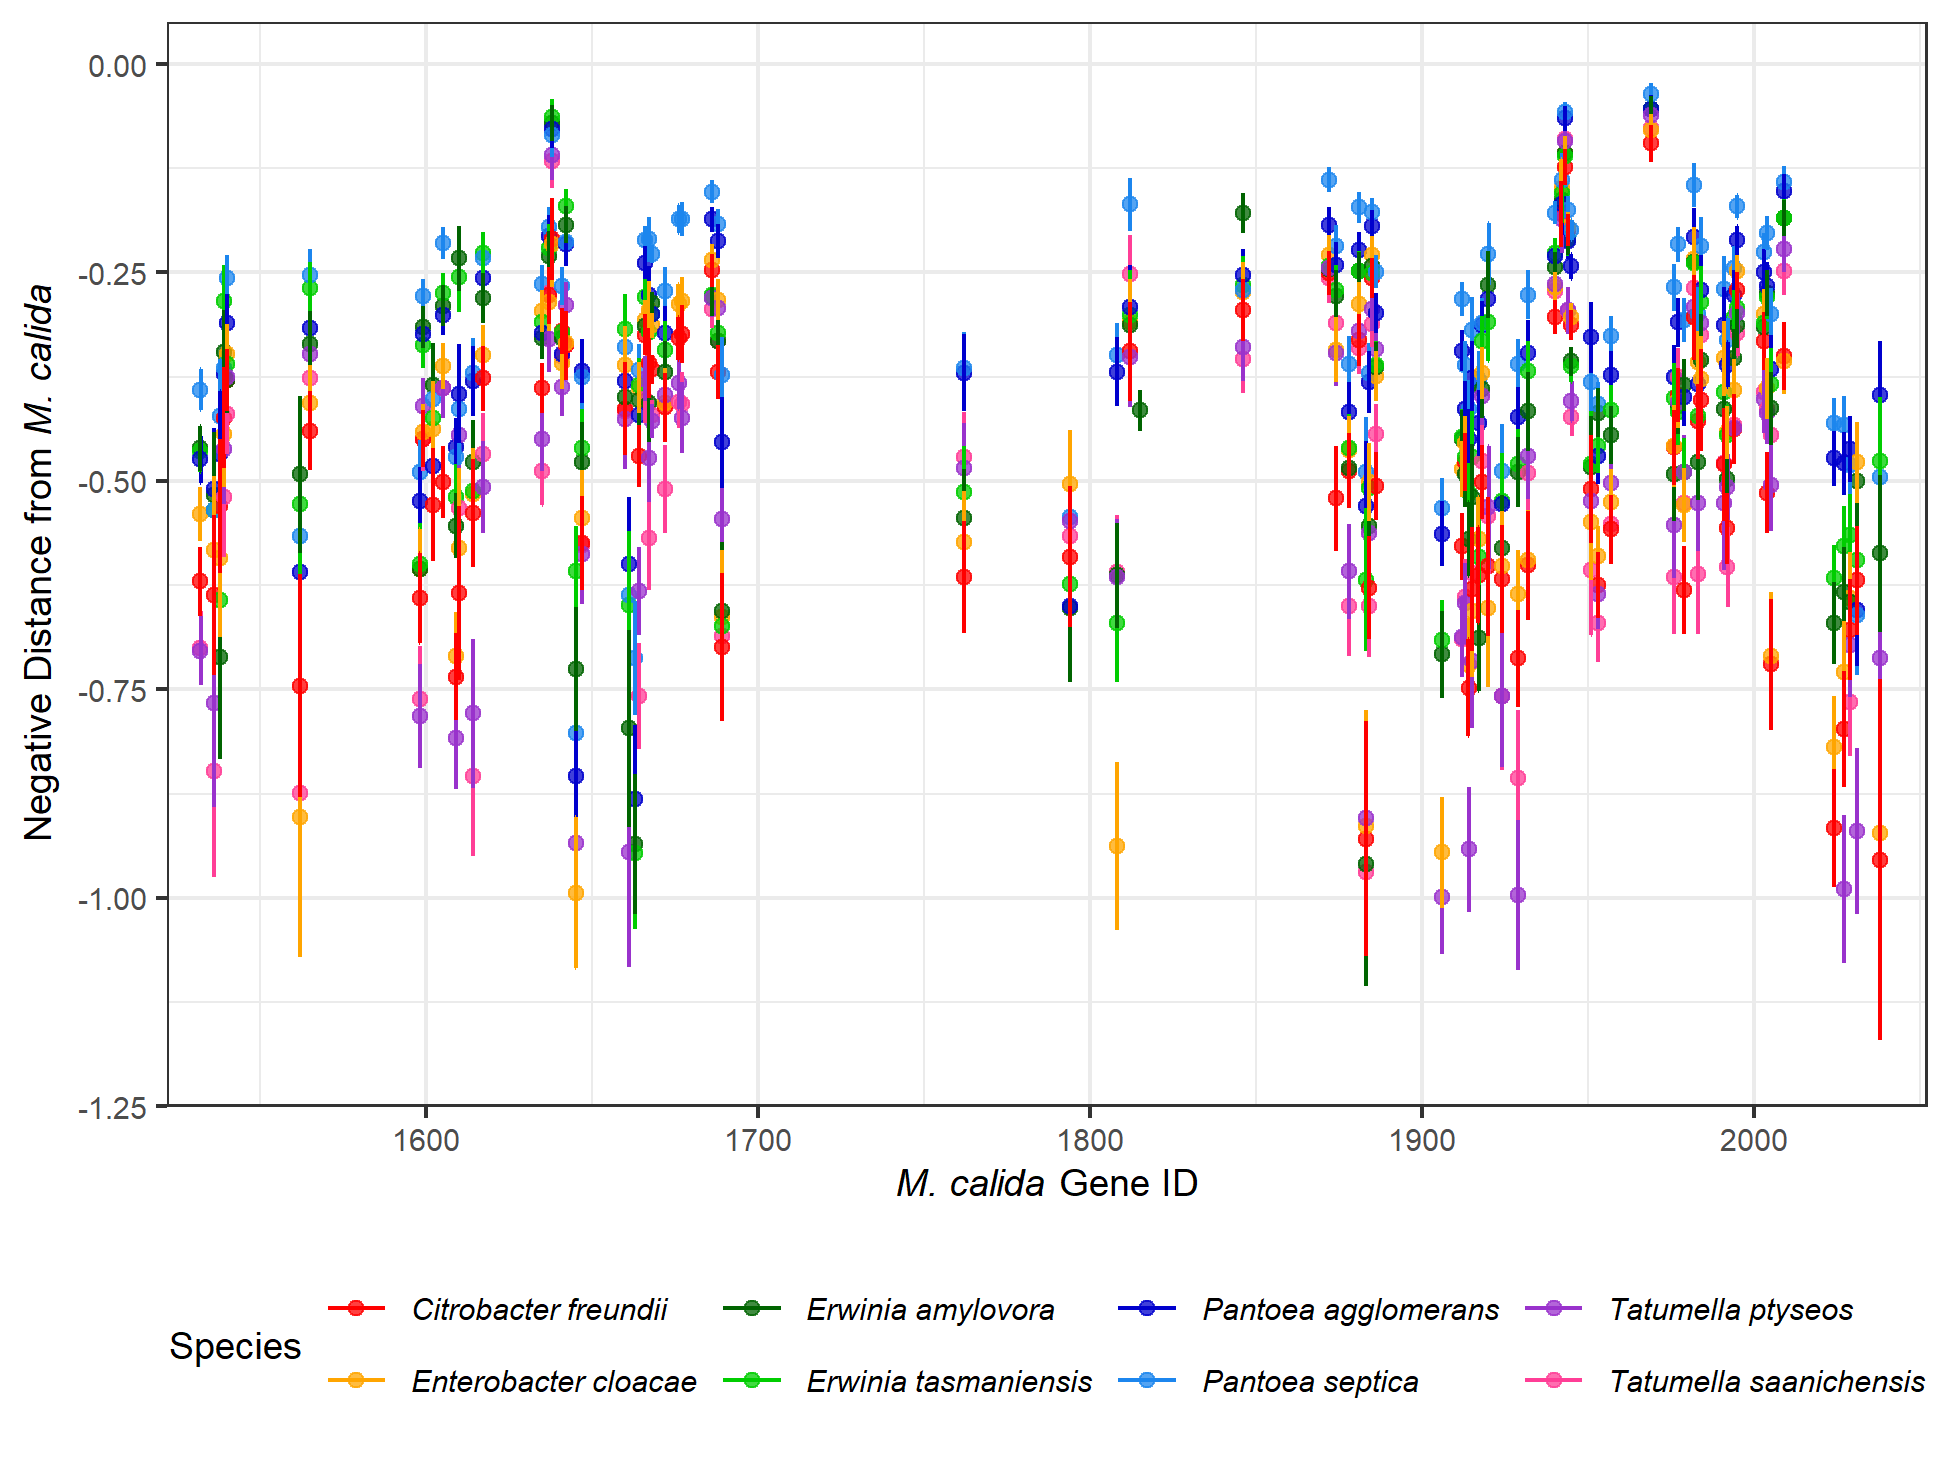 0.00
-0.25
-0.50
-0.75
-1.00
-1.25
Negative Distance from M. calida
1600 1700 1800 1900 2000
M. calida Gene ID
Species
Citrobacter freundii Erwinia amylovora Pantoea agglomerans Tatumella ptyseos
Enterobacter cloacae Erwinia tasmaniensis Pantoea septica Tatumella saanichensis